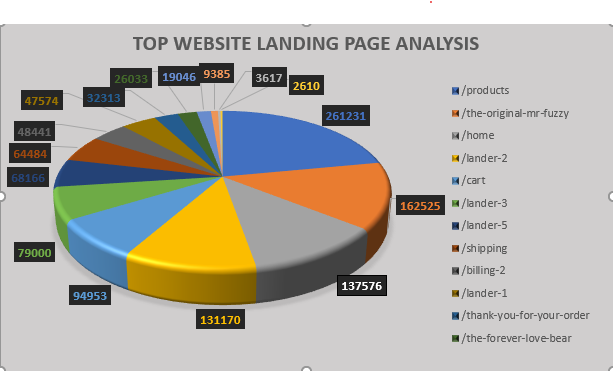 TOP WEBSITE LANDING PAGE ANALYSIS
26033 19046 9385 3617
47574 32313 2610
48441 261231
64484
68166
162525
79000
137576
94953
131170
/products
/the-original-mr-fuzzy
/home
/lander-2
/cart
/lander-3
/lander-5
/shipping
/billing-2
/lander-1
/thank-you-for-your-order
/the-forever-love-bear